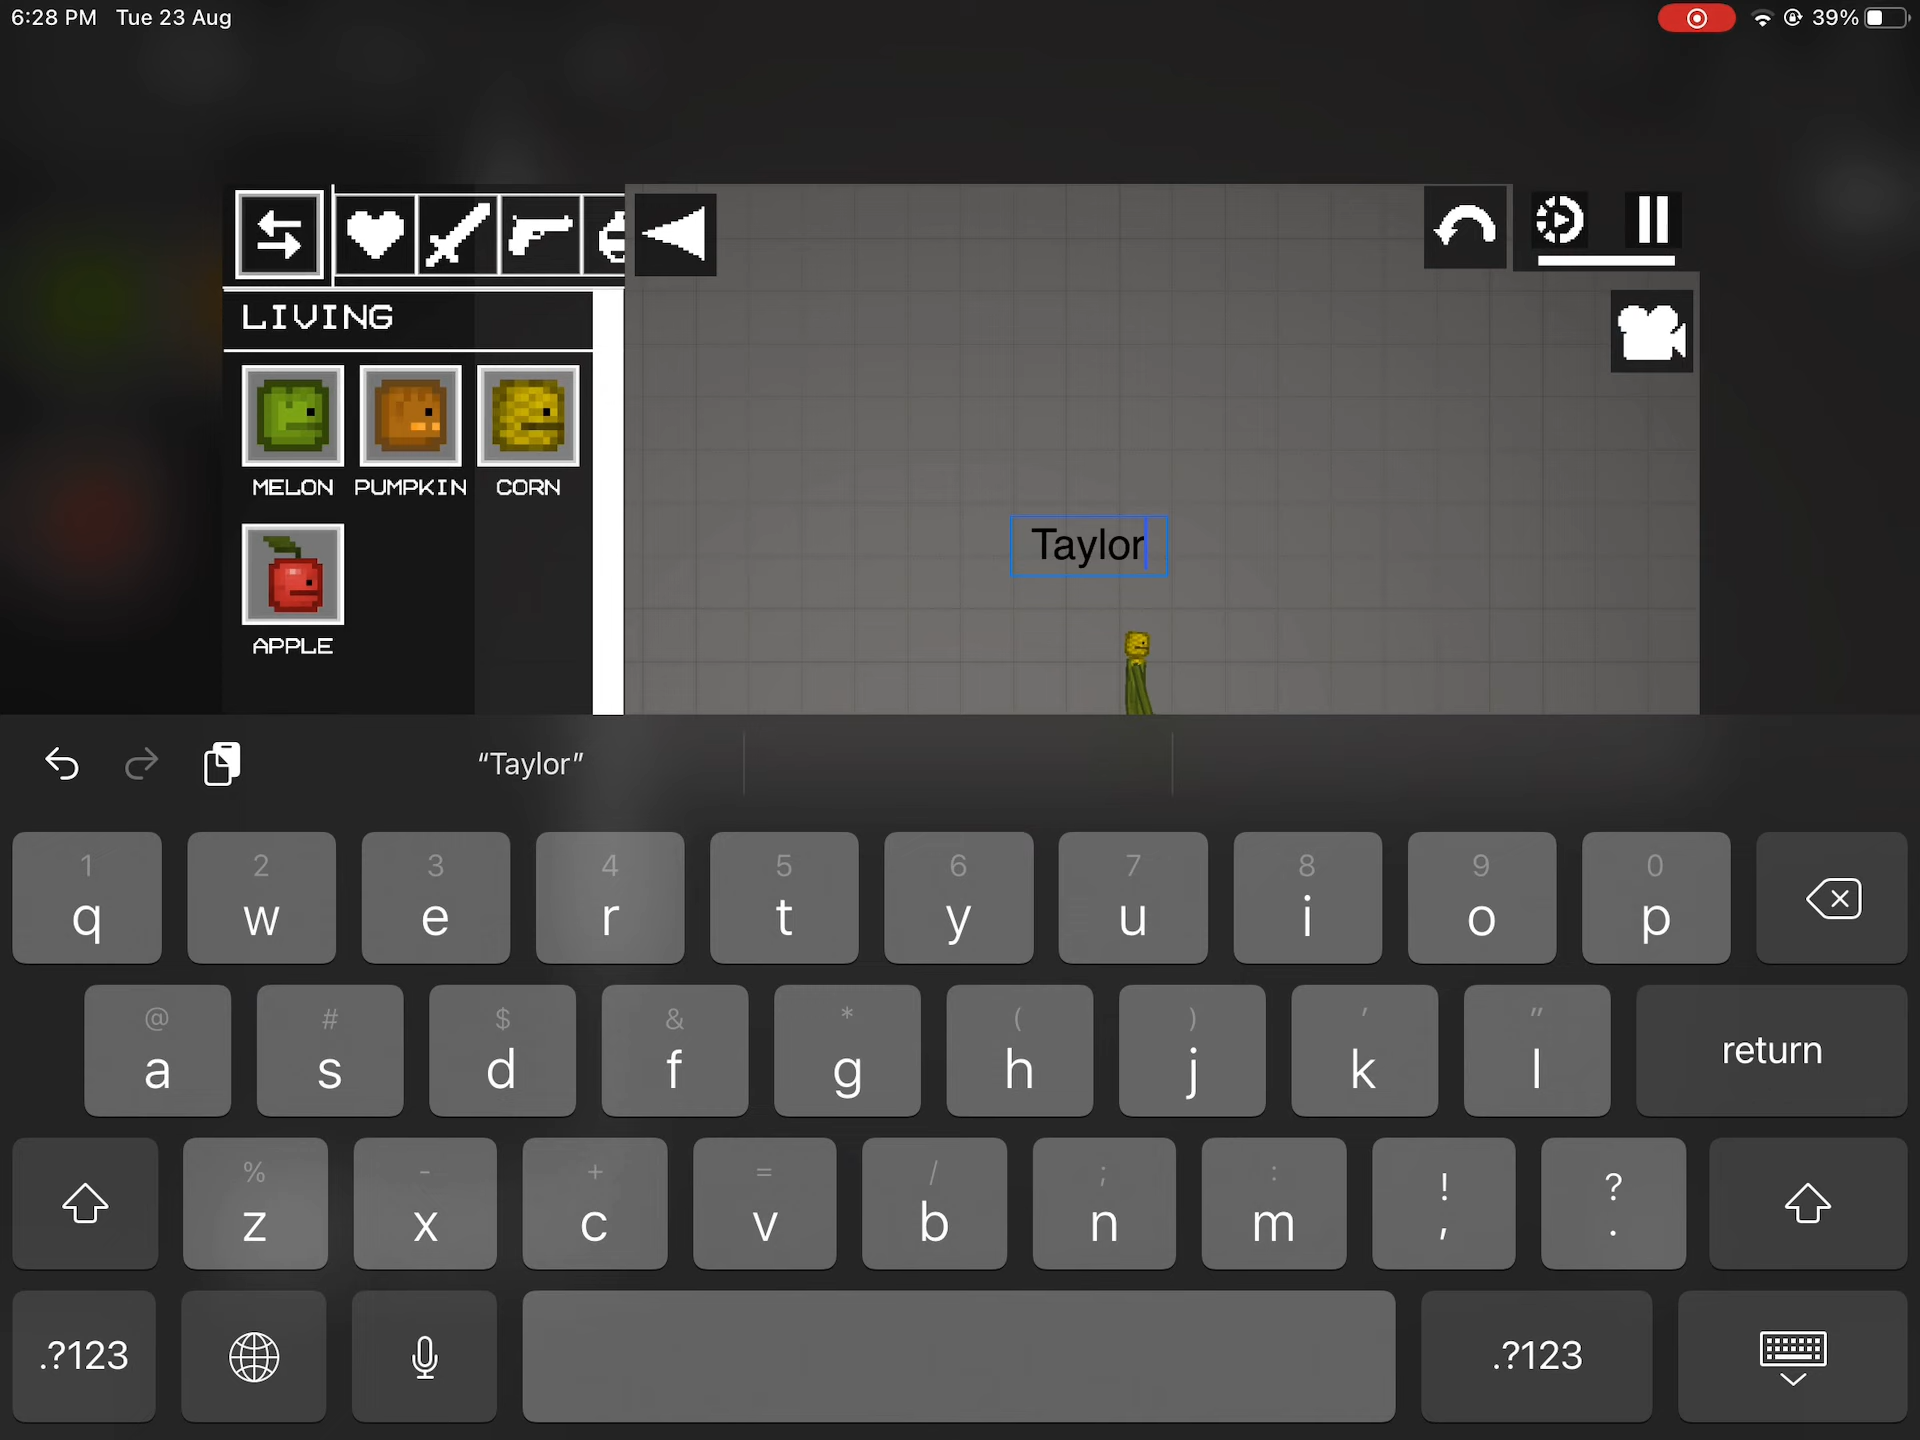 6:28 PM Tue 23 Aug
39%
LIVING
MELON PUMPKIN CORN
APPLE
Taylor
“Taylor”
1 2 3 4 5 6 7 8 9 0
q w e r t y u i o p
@ # $ & * ( ) ' "
a s d f g h j k l return
% - + = / ; : ! ?
z x c v b n m , .
.?123 .?123